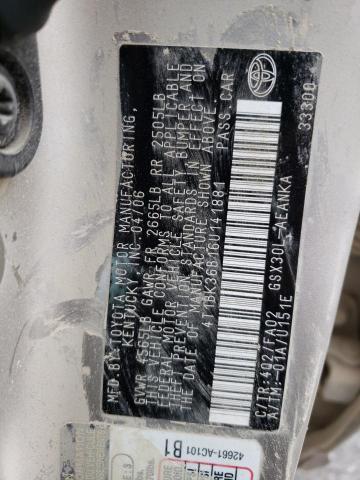 MFD. BY: TOYOTA MOTOR MANUFACTURING,
KENTUCKY, INC. 04/06
GVWR 4585LB GAWR FR 2665LB RR 2505LB
THIS VEHICLE CONFORMS TO ALL APPLICABLE
FEDERAL MOTOR VEHICLE SAFETY, BUMPER, AND
THEFT PREVENTION STANDARDS IN EFFECT ON
THE DATE OF MANUFACTURE SHOWN ABOVE.
PASS. CAR
C/TR: 4Q2/FA02
A/TM: -01A/U151E
GSX30L-AEANKA
33300
42661-AC101
B1